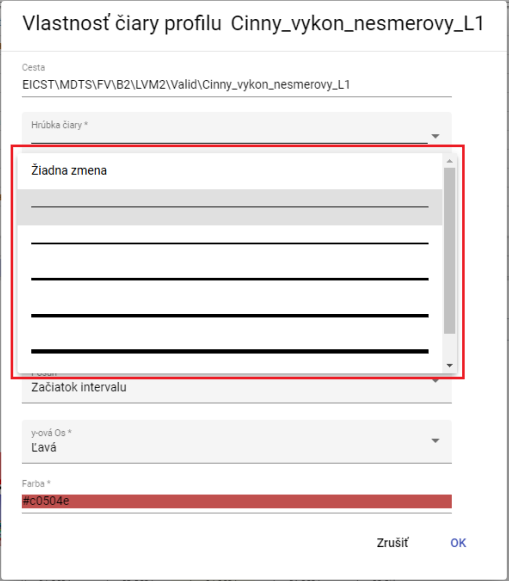 Vlastnosť čiary profilu Cinny_vykon_nesmerovy_L1
Cesta
EICST\MDTS\FV\B2\LVM2\Valid\Cinny_vykon_nesmerovy_L1
Hrúbka čiary *
Žiadna zmena
Začiatok intervalu
y-ová Os *
Ľavá
Farba *
#c0504e
Zrušiť
OK